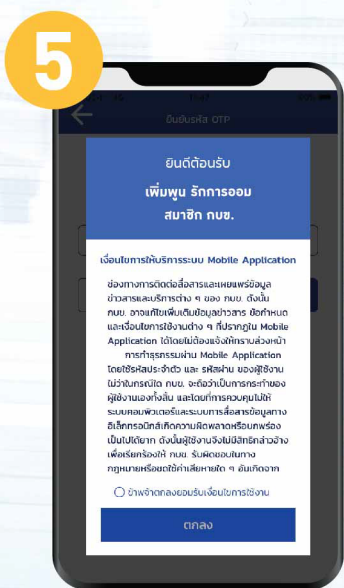 5
ยืนยันรหัส OTP
ยินดีต้อนรับ
เพิ่มพูน รักการออม
สมาชิก กบข.
เงื่อนไขการให้บริการระบบ Mobile Application
ช่องทางการติดต่อสื่อสารและเผยแพร่ข้อมูล
ข่าวสารและบริการต่าง ๆ ของ กบข. ดังนั้น
กบข. อาจแก้ไขเพิ่มเติมข้อมูลข่าวสาร ข้อกำหนด
และเงื่อนไขการใช้งานต่าง ๆ ที่ปรากฏใน Mobile
Application ได้โดยไม่ต้องแจ้งให้ทราบล่วงหน้า
การทำธุรกรรมผ่าน Mobile Application
โดยใช้รหัสประจำตัว และ รหัสผ่าน ของผู้ใช้งาน
ไม่ว่าในกรณีใด กบข. จะถือว่าเป็นการกระทำของ
ผู้ใช้งานเองทั้งสิ้น และโดยที่การควบคุมไม่ให้
ระบบคอมพิวเตอร์และระบบการสื่อสารข้อมูลทาง
อิเล็กทรอนิกส์เกิดความผิดพลาดหรือบกพร่อง
เป็นไปได้ยาก ดังนั้นผู้ใช้งานจึงไม่มีสิทธิกล่าวอ้าง
เพื่อเรียกร้องให้ กบข. รับผิดชอบในทาง
กฎหมายหรือชดใช้ค่าเสียหายใด ๆ อันเกิดจาก
ข้าพเจ้าตกลงยอมรับเงื่อนไขการใช้งาน
ตกลง